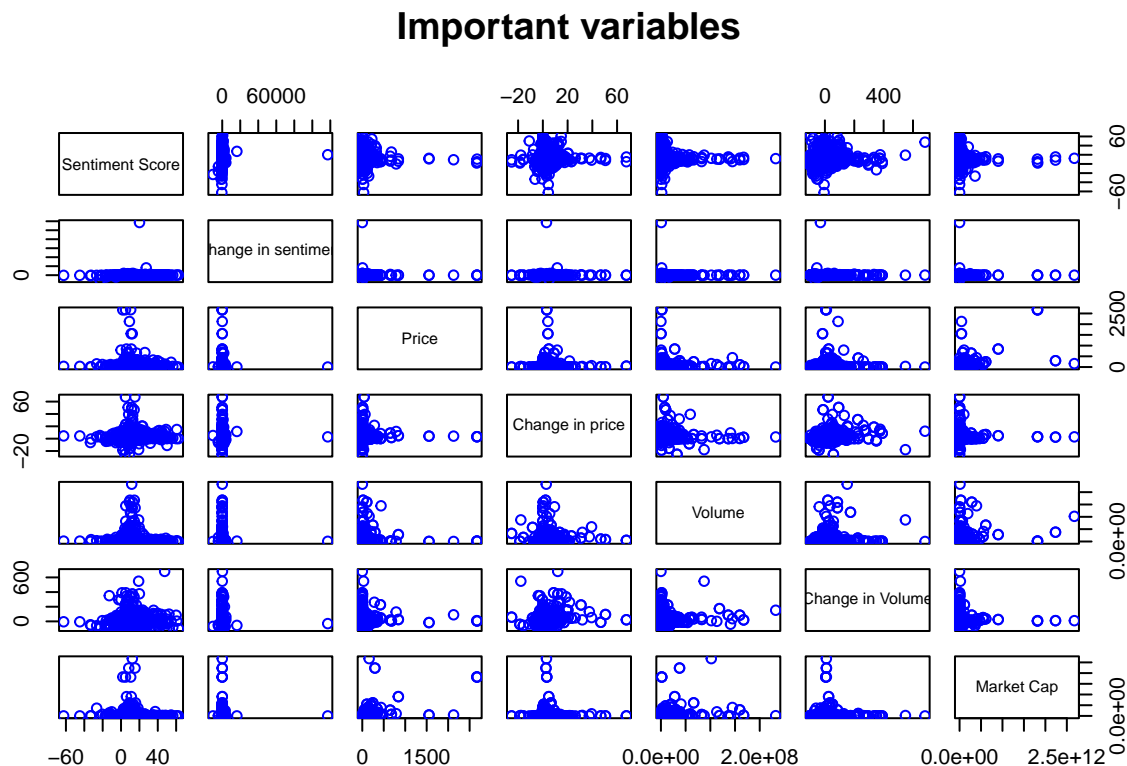 Important variables
0 60000
−20 20 60
0 400
Sentiment Score
−60 60
hange in sentime
0
Price
0 2500
Change in price
−20 60
Volume
0.0e+00
Change in Volume
0 600
Market Cap
0.0e+00
−60 0 40
0 1500
0.0e+00 2.0e+08
0.0e+00 2.5e+12